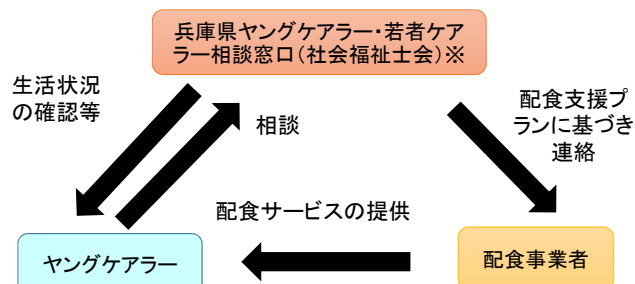 兵庫県ヤングケアラー・若者ケア
ラー相談窓口（社会福祉士会）※
生活状況
の確認等
相談
配食支援プ
ランに基づき
連絡
配食サービスの提供
ヤングケアラー
配食事業者